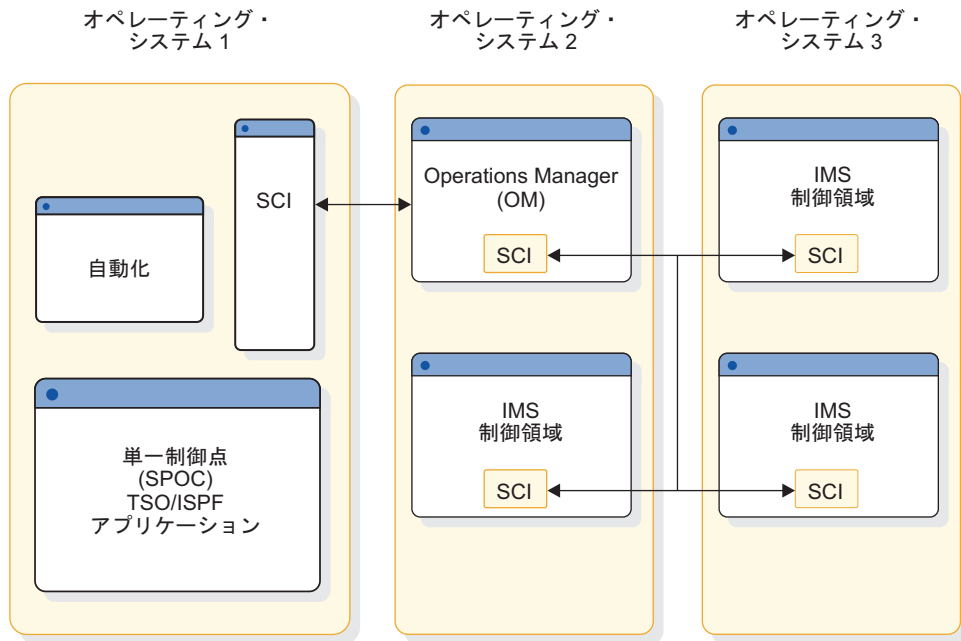 オペレーティング・
システム 1
オペレーティング・
システム 2
オペレーティング・
システム 3
SCI
自動化
単一制御点
(SPOC)
TSO/ISPF
アプリケーション
Operations Manager
(OM)
SCI
IMS
制御領域
SCI
IMS
制御領域
SCI
IMS
制御領域
SCI